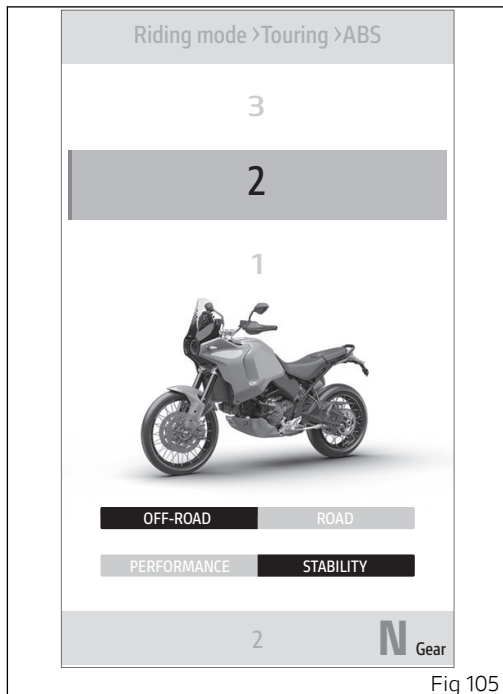 Riding mode ›Touring ›ABS
3
2
1
OFF-ROAD ROAD
PERFORMANCE STABILITY
2 N Gear
Fig 105